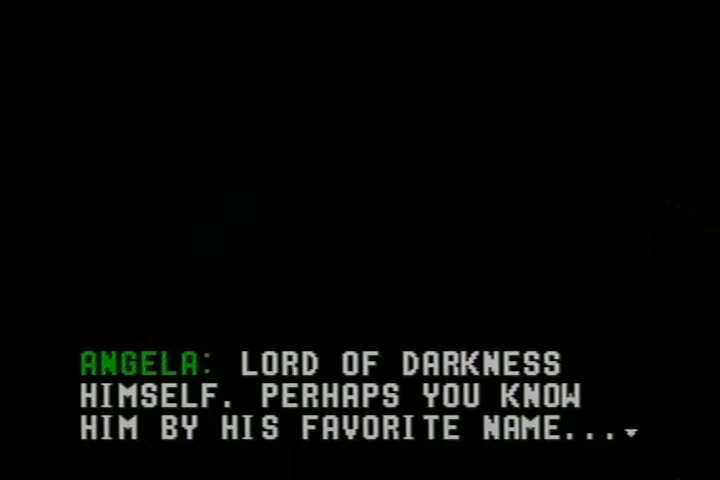 ANGELA: LORD OF DARKNESS
HIMSELF. PERHAPS YOU KNOW
HIM BY HIS FAVORITE NAME...